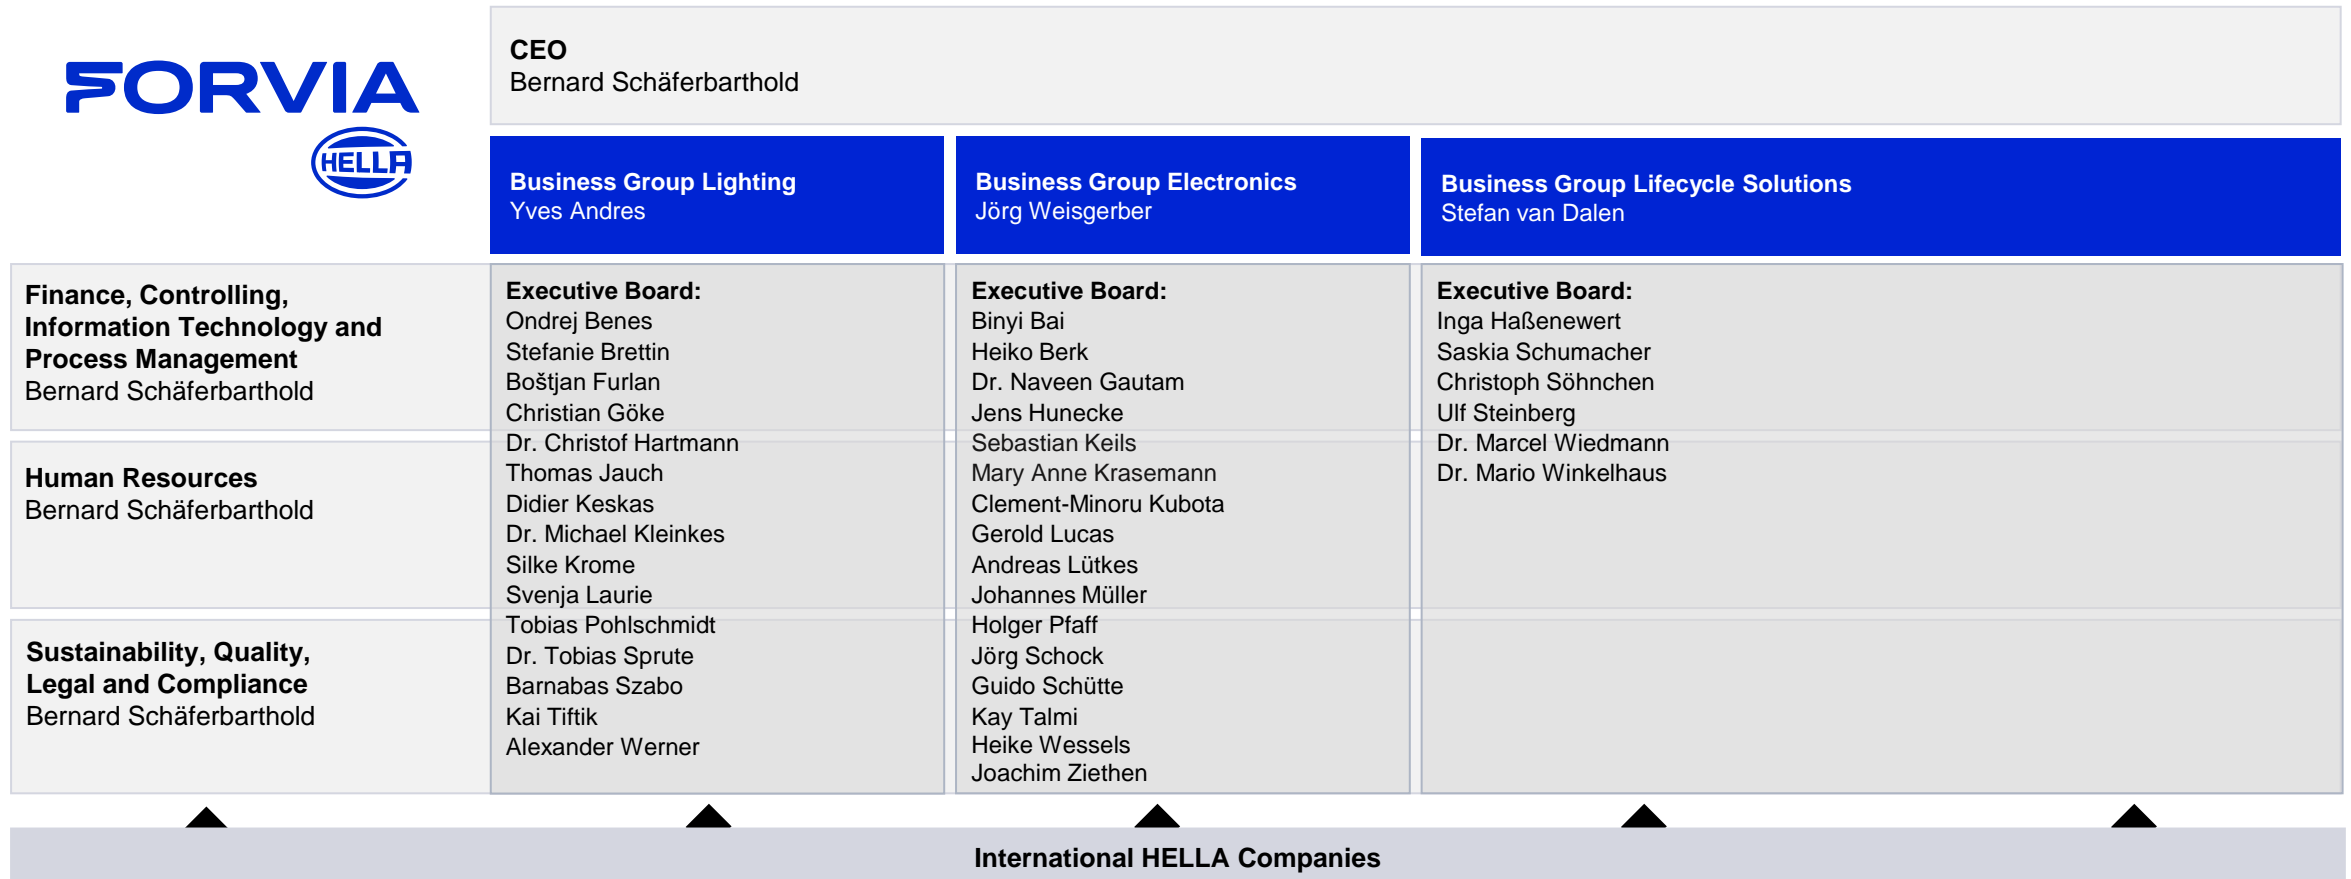 FORVIA
HELLA
CEO
Bernard Schäferbarthold
Business Group Lighting
Yves Andres
Business Group Electronics
Jörg Weisgerber
Business Group Lifecycle Solutions
Stefan van Dalen
Finance, Controlling,
Information Technology and
Process Management
Bernard Schäferbarthold
Human Resources
Bernard Schäferbarthold
Sustainability, Quality,
Legal and Compliance
Bernard Schäferbarthold
Executive Board:
Ondrej Benes
Stefanie Brettin
Boštjan Furlan
Christian Göke
Dr. Christof Hartmann
Thomas Jauch
Didier Keskas
Dr. Michael Kleinkes
Silke Krome
Svenja Laurie
Tobias Pohlschmidt
Dr. Tobias Sprute
Barnabas Szabo
Kai Tiftik
Alexander Werner
Executive Board:
Binyi Bai
Heiko Berk
Dr. Naveen Gautam
Jens Hunecke
Sebastian Keils
Mary Anne Krasemann
Clement-Minoru Kubota
Gerold Lucas
Andreas Lütkes
Johannes Müller
Holger Pfaff
Jörg Schock
Guido Schütte
Kay Talmi
Heike Wessels
Joachim Ziethen
Executive Board:
Inga Haßenewert
Saskia Schumacher
Christoph Söhnchen
Ulf Steinberg
Dr. Marcel Wiedmann
Dr. Mario Winkelhaus
International HELLA Companies